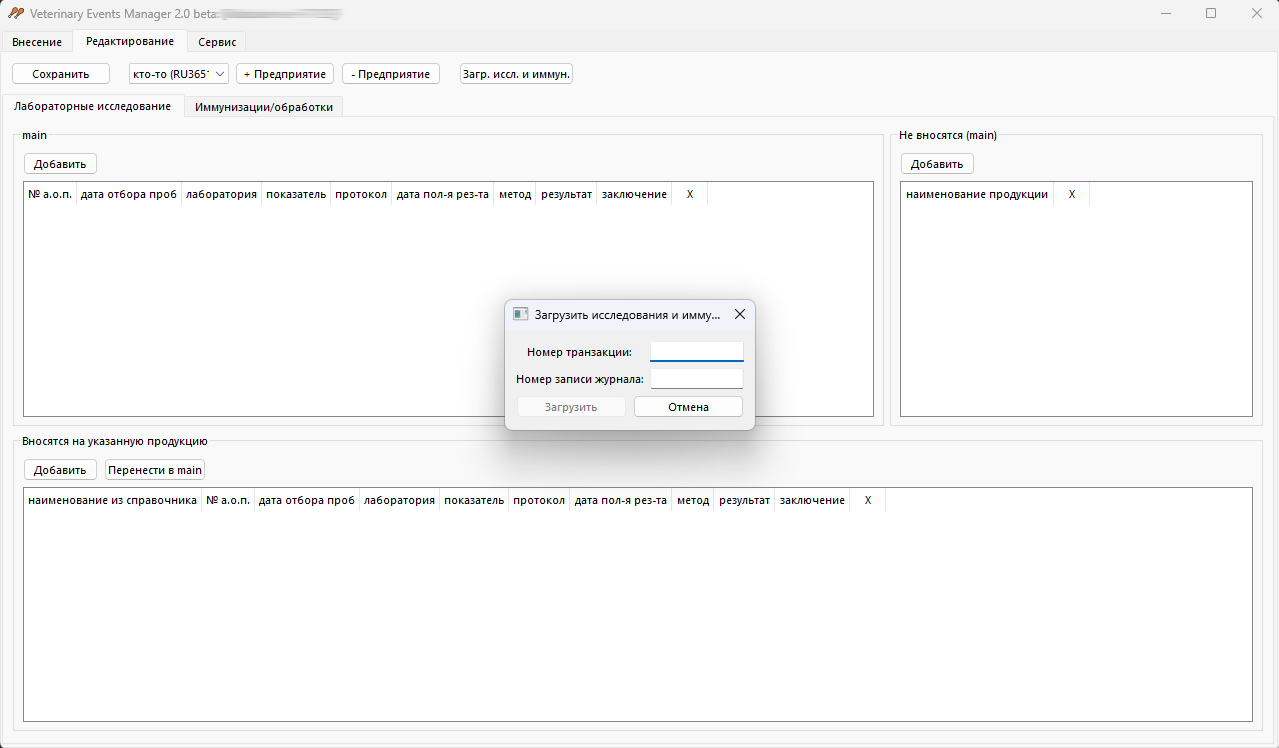 Veterinary Events Manager 2.0 beta
Внесение Редактирование Сервис
Сохранить кто-то (RU365 + Предприятие - Предприятие Загр. иссл. и иммун.
Лабораторные исследование Иммунизации/обработки
main
Добавить
№ а.о.п. дата отбора проб лаборатория показатель протокол дата пол-я рез-та метод результат заключение X
Не вносятся (main)
Добавить
наименование продукции X
Загрузить исследования и имму...
Номер транзакции:
Номер записи журнала:
Загрузить Отмена
Вносятся на указанную продукцию
Добавить Перенести в main
наименование из справочника № а.о.п. дата отбора проб лаборатория показатель протокол дата пол-я рез-та метод результат заключение X